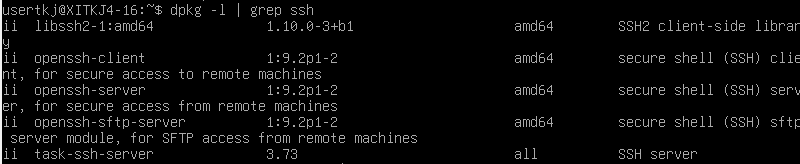 usertkj@XITKJ4-16:~$ dpkg -l | grep ssh
ii  libssh2-1:amd64  1.10.0-3+b1  amd64  SSH2 client-side librar
y
ii  openssh-client  1:9.2p1-2  amd64  secure shell (SSH) clie
nt, for secure access to remote machines
ii  openssh-server  1:9.2p1-2  amd64  secure shell (SSH) serv
er, for secure access from remote machines
ii  openssh-sftp-server  1:9.2p1-2  amd64  secure shell (SSH) sftp
 server module, for SFTP access from remote machines
ii  task-ssh-server  3.73  all  SSH server